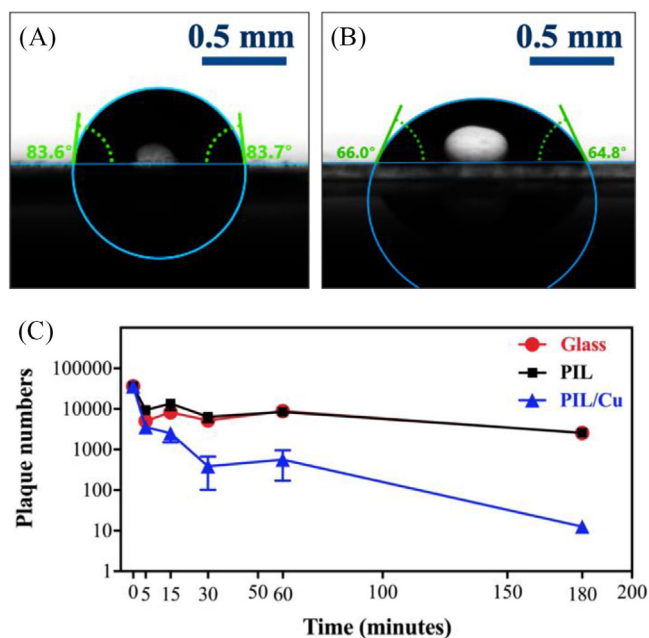 (A)
0.5 mm
83.6°
83.7°
(B)
0.5 mm
66.0°
64.8°
(C)
Plaque numbers
100000
10000
1000
100
10
1
Glass
PIL
PIL/Cu
0 5 15 30 50 60 100 150 180 200
Time (minutes)